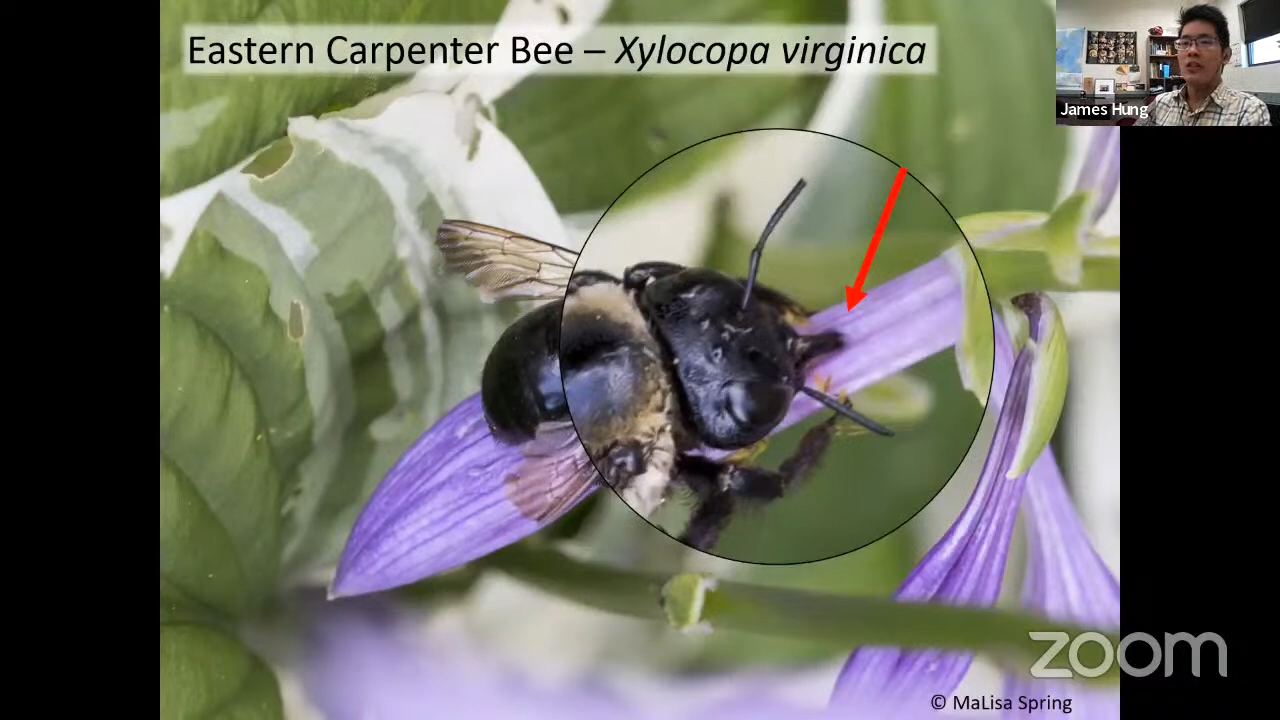 Eastern Carpenter Bee – Xylocopa virginica
James Hung
zoom
© MaLisa Spring